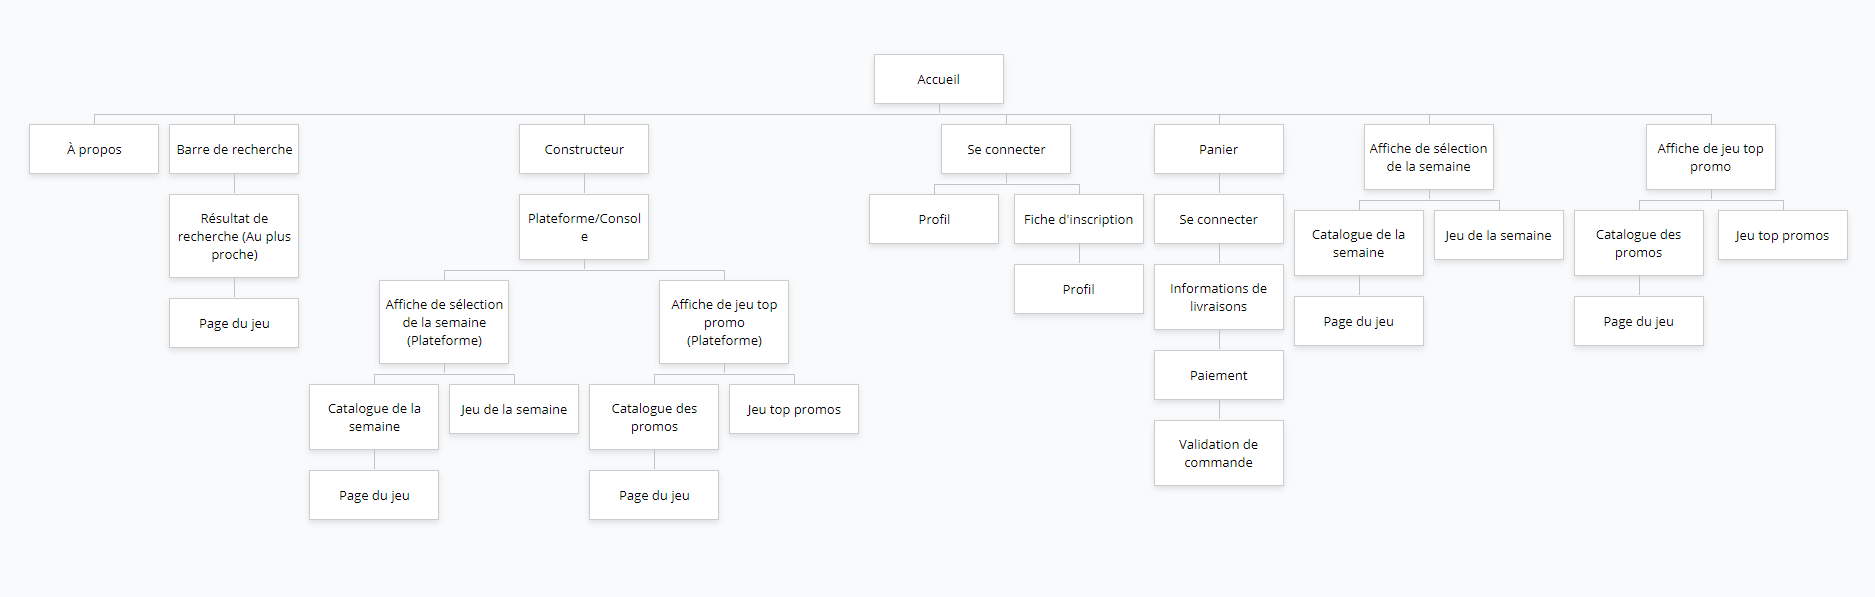 Accueil
À propos
Barre de recherche
Constructeur
Se connecter
Panier
Affiche de sélection
de la semaine
Affiche de jeu top
promo
Résultat de
recherche (Au plus
proche)
Plateforme/Consol
e
Profil
Fiche d'inscription
Se connecter
Catalogue de la
semaine
Jeu de la semaine
Catalogue des
promos
Jeu top promos
Page du jeu
Affiche de sélection
de la semaine
(Plateforme)
Affiche de jeu top
promo
(Plateforme)
Profil
Informations de
livraisons
Page du jeu
Page du jeu
Catalogue de la
semaine
Jeu de la semaine
Catalogue des
promos
Jeu top promos
Paiement
Page du jeu
Page du jeu
Validation de
commande